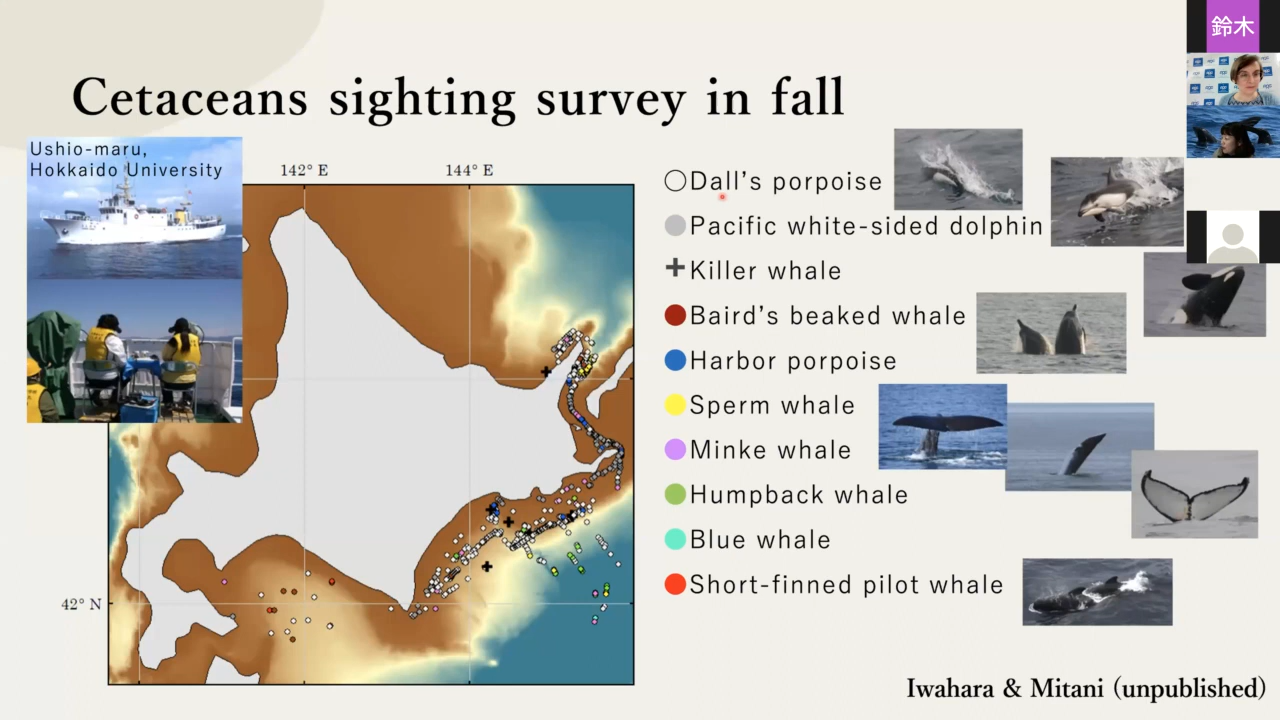 鈴木
Cetaceans sighting survey in fall
Ushio-maru,
Hokkaido University
142° E
144° E
42° N
Dall's porpoise
Pacific white-sided dolphin
Killer whale
Baird's beaked whale
Harbor porpoise
Sperm whale
Minke whale
Humpback whale
Blue whale
Short-finned pilot whale
Iwahara & Mitani (unpublished)